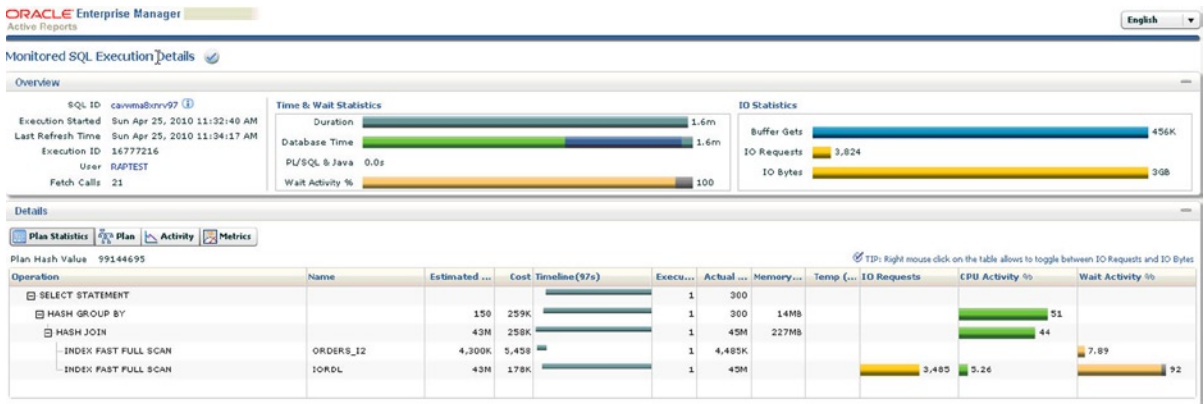 ORACLE Enterprise Manager
Active Reports
English
Monitored SQL Execution Details
Overview
SQL ID cavwma8xnrv97
Execution Started Sun Apr 25, 2010 11:32:40 AM
Last Refresh Time Sun Apr 25, 2010 11:34:17 AM
Execution ID 16777216
User RAPTEST
Fetch Calls 21
Time & Wait Statistics
Duration 1.6m
Database Time 1.6m
PL/SQL & Java 0.0s
Wait Activity % 100
IO Statistics
Buffer Gets 456K
IO Requests 3,824
IO Bytes 3GB
Details
Plan Statistics Plan Activity Metrics
Plan Hash Value 99144695
TIP: Right mouse click on the table allows to toggle between IO Requests and IO Bytes
Operation Name Estimated ... Cost Timeline(97s) Execu... Actual ... Memory... Temp (... IO Requests CPU Activity % Wait Activity %
SELECT STATEMENT 1 300
HASH GROUP BY 150 259K 1 300 14MB 51
HASH JOIN 43M 258K 1 45M 227MB 44
INDEX FAST FULL SCAN ORDERS_I2 4,300K 5,458 1 4,485K 7.89
INDEX FAST FULL SCAN IORDL 43M 178K 1 45M 3,485 5.26 92